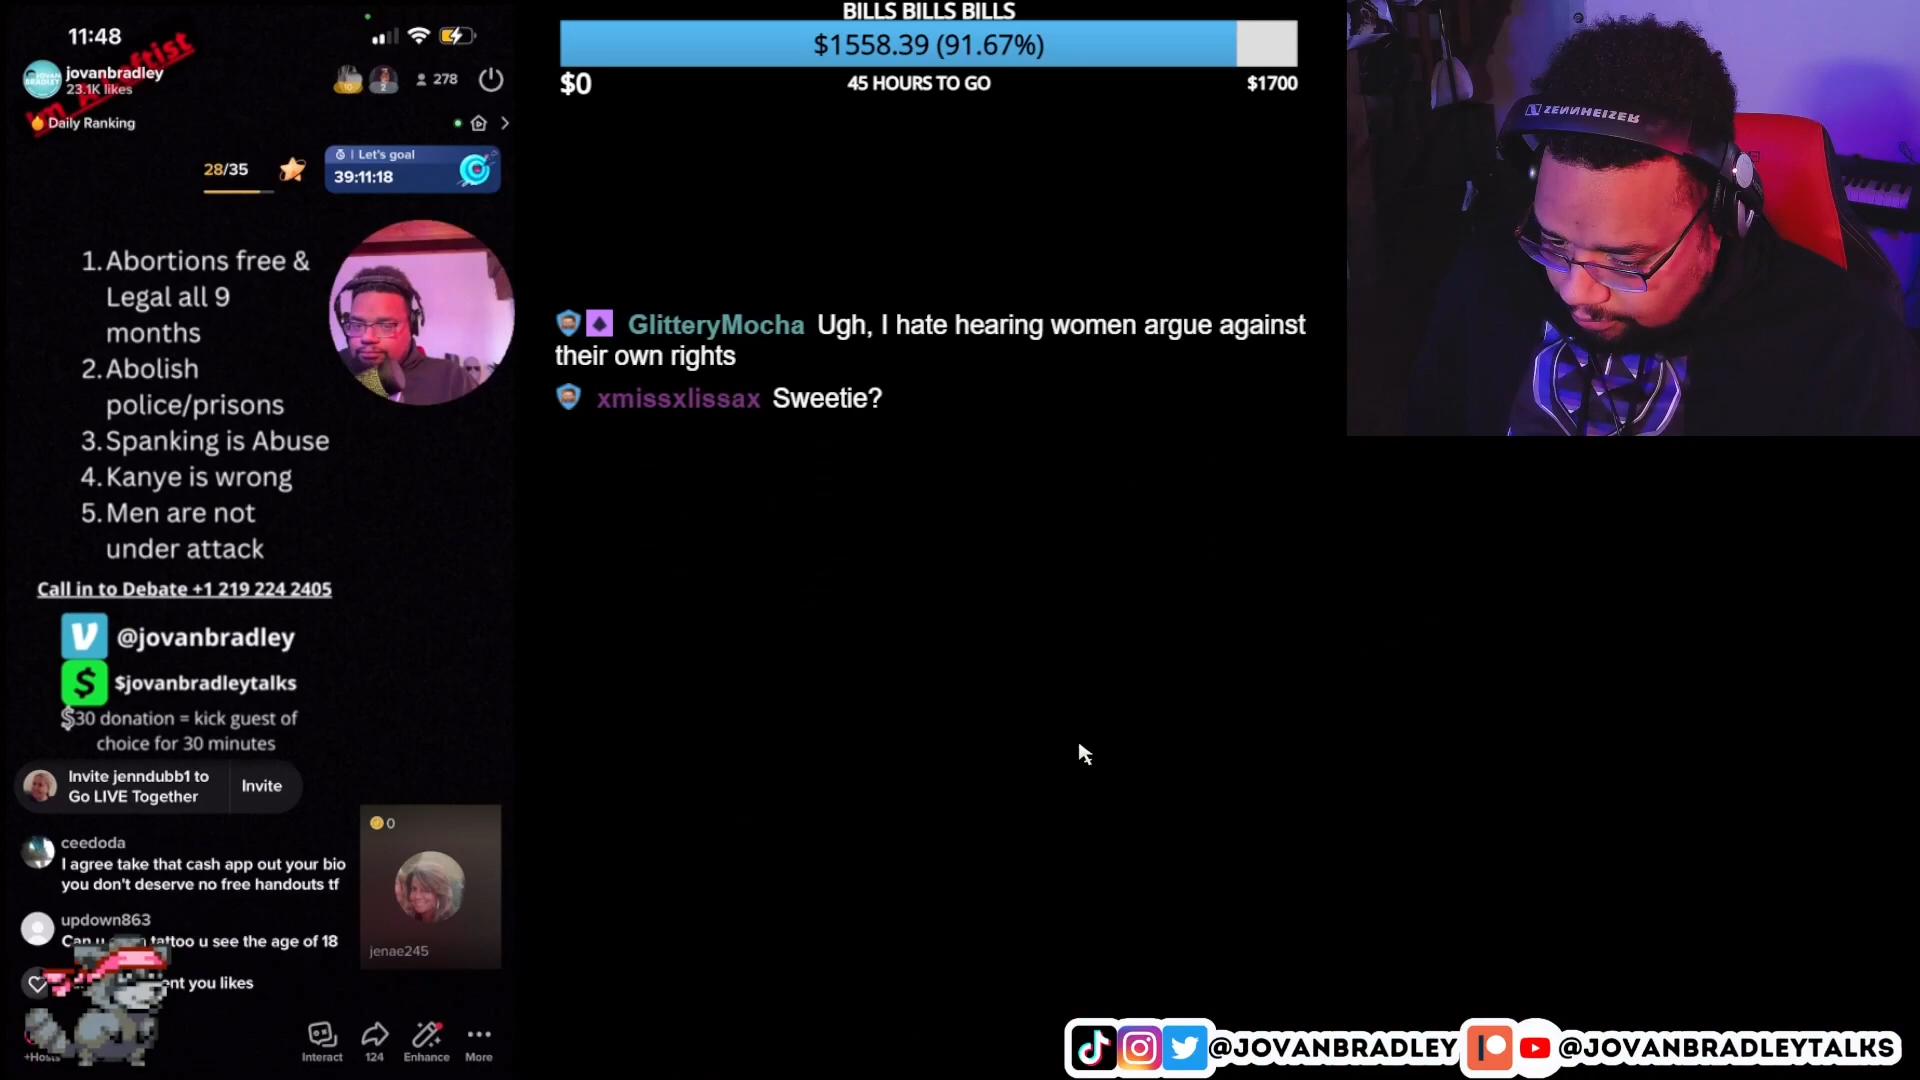 11:48
jovanbradley
23.1K likes
278
Daily Ranking
28/35
Let's goal
39:11:18
1. Abortions free &
Legal all 9
months
2. Abolish
police/prisons
3. Spanking is Abuse
4. Kanye is wrong
5. Men are not
under attack
Call in to Debate +1 219 224 2405
@jovanbradley
$jovanbradleytalks
$30 donation = kick guest of
choice for 30 minutes
Invite jenndubb1 to
Go LIVE Together
Invite
ceedoda
I agree take that cash app out your bio
you don't deserve no free handouts tf
updown863
Can u tattoo u see the age of 18
you likes
0
jenae245
Interact
124
Enhance
More
BILLS BILLS BILLS
$1558.39 (91.67%)
$0
45 HOURS TO GO
$1700
GlitteryMocha Ugh, I hate hearing women argue against
their own rights
xmissxlissax Sweetie?
ZENNHEIZER
@JOVANBRADLEY
@JOVANBRADLEYTALKS